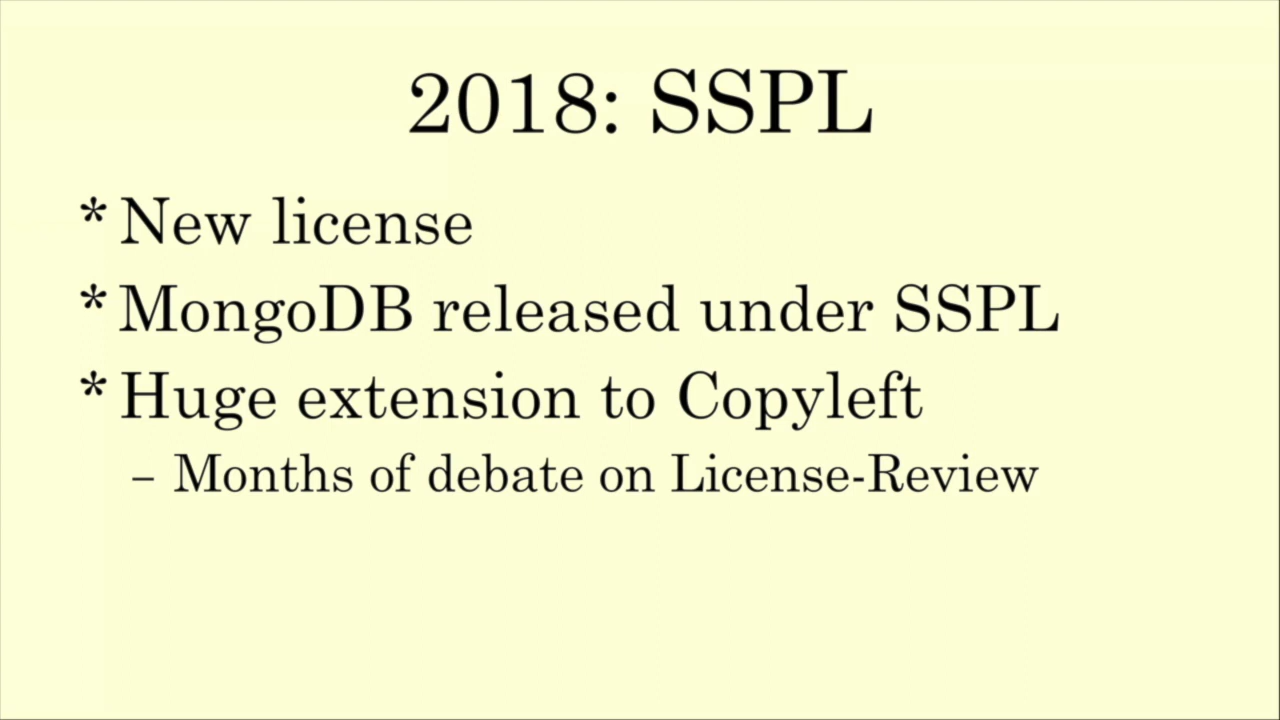 2018: SSPL
* New license
* MongoDB released under SSPL
* Huge extension to Copyleft
– Months of debate on License-Review